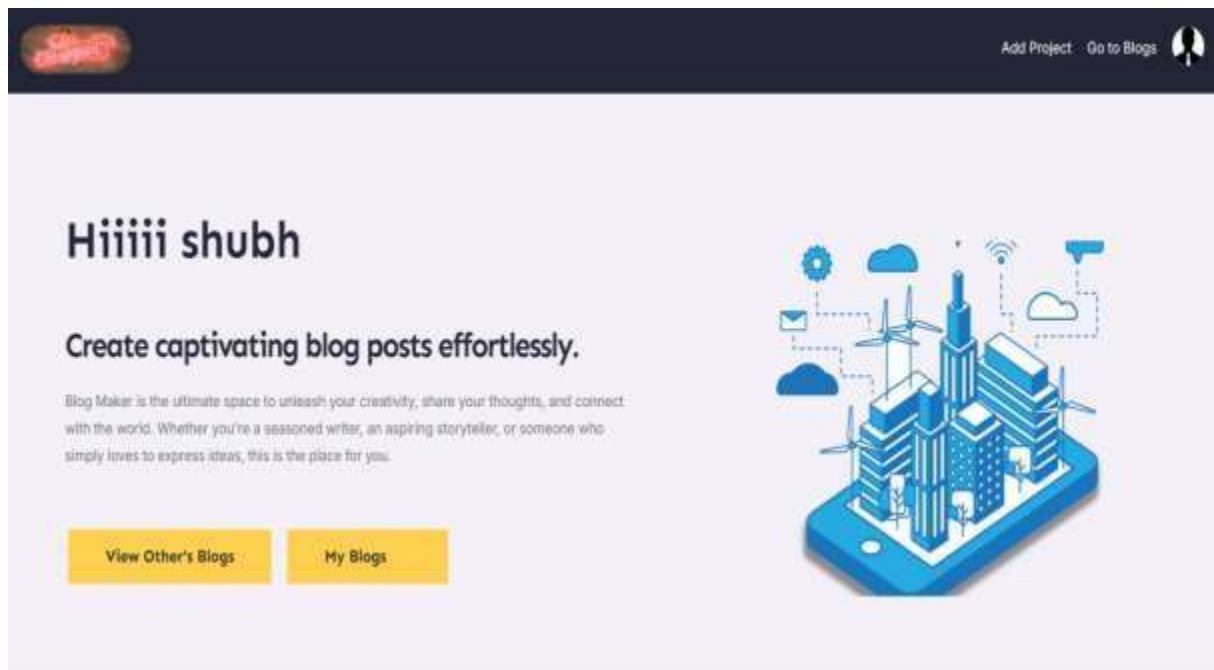 Add Project Go to Blogs
Hiiiii shubh
Create captivating blog posts effortlessly.
Blog Maker is the ultimate space to unleash your creativity, share your thoughts, and connect
with the world. Whether you're a seasoned writer, an aspiring storyteller, or someone who
simply loves to express ideas, this is the place for you.
View Other's Blogs My Blogs